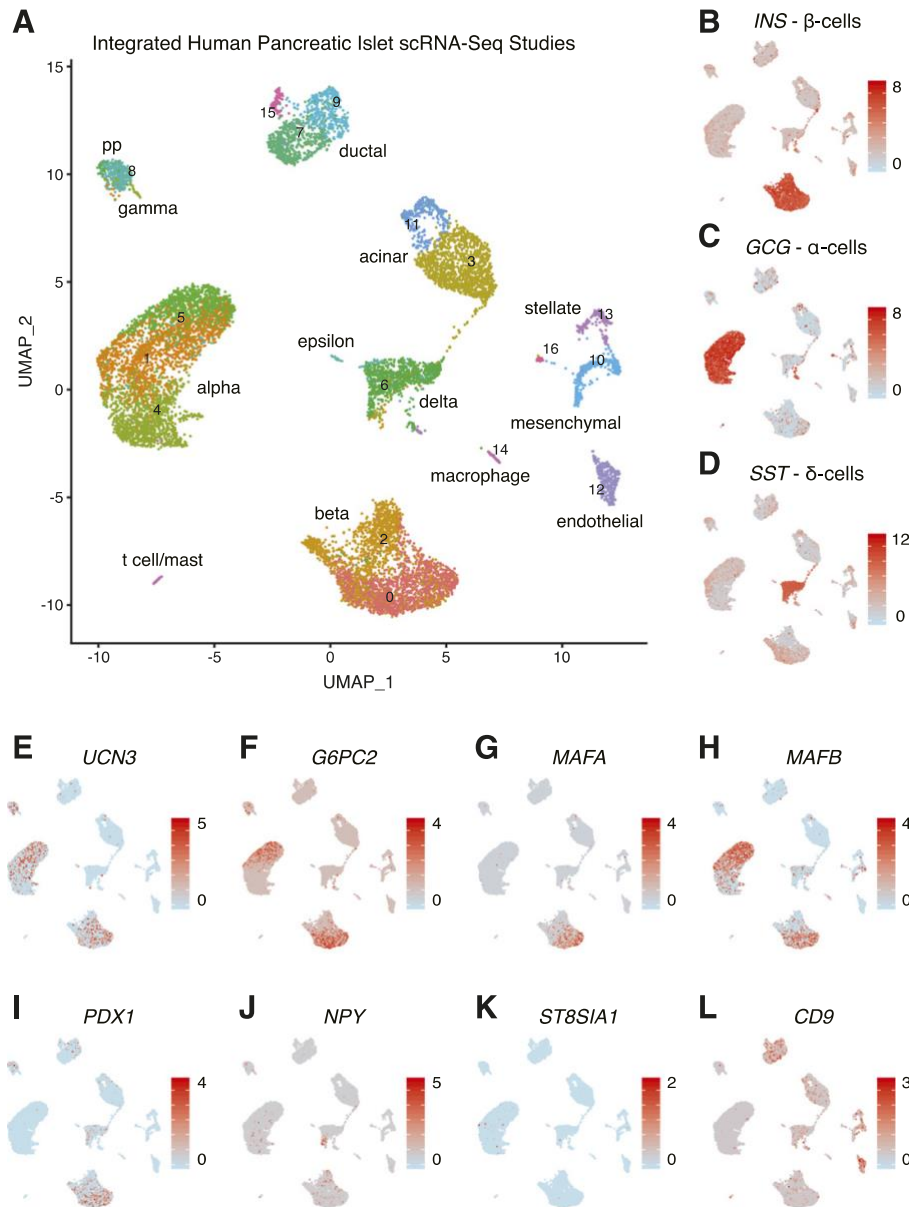 A
Integrated Human Pancreatic Islet scRNA-Seq Studies
15
10
5
0
-5
-10
UMAP_2
-10
-5
0
5
10
UMAP_1
15
9
7
ductal
pp
8
gamma
11
acinar
3
5
1
4
alpha
epsilon
6
delta
stellate
13
16
10
mesenchymal
14
macrophage
12
endothelial
beta
2
0
t cell/mast
B
INS - β-cells
8
0
C
GCG - α-cells
8
0
D
SST - δ-cells
12
0
E
UCN3
5
0
F
G6PC2
4
0
G
MAFA
4
0
H
MAFB
4
0
I
PDX1
4
0
J
NPY
5
0
K
ST8SIA1
2
0
L
CD9
3
0